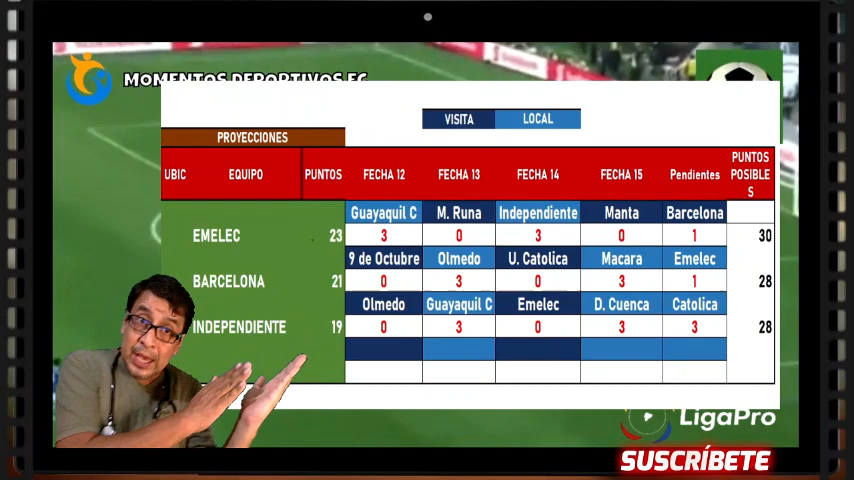 MOMENTOS DEPORTIVOS EC
VISITA LOCAL
PROYECCIONES
UBIC EQUIPO PUNTOS FECHA 12 FECHA 13 FECHA 14 FECHA 15 Pendientes PUNTOS POSIBLE S
Guayaquil C M. Runa Independiente Manta Barcelona
EMELEC 23 3 0 3 0 1 30
9 de Octubre Olmedo U. Catolica Macara Emelec
BARCELONA 21 0 3 0 3 1 28
Olmedo Guayaquil C Emelec D. Cuenca Catolica
INDEPENDIENTE 19 0 3 0 3 3 28
LigaPro
SUSCRÍBETE